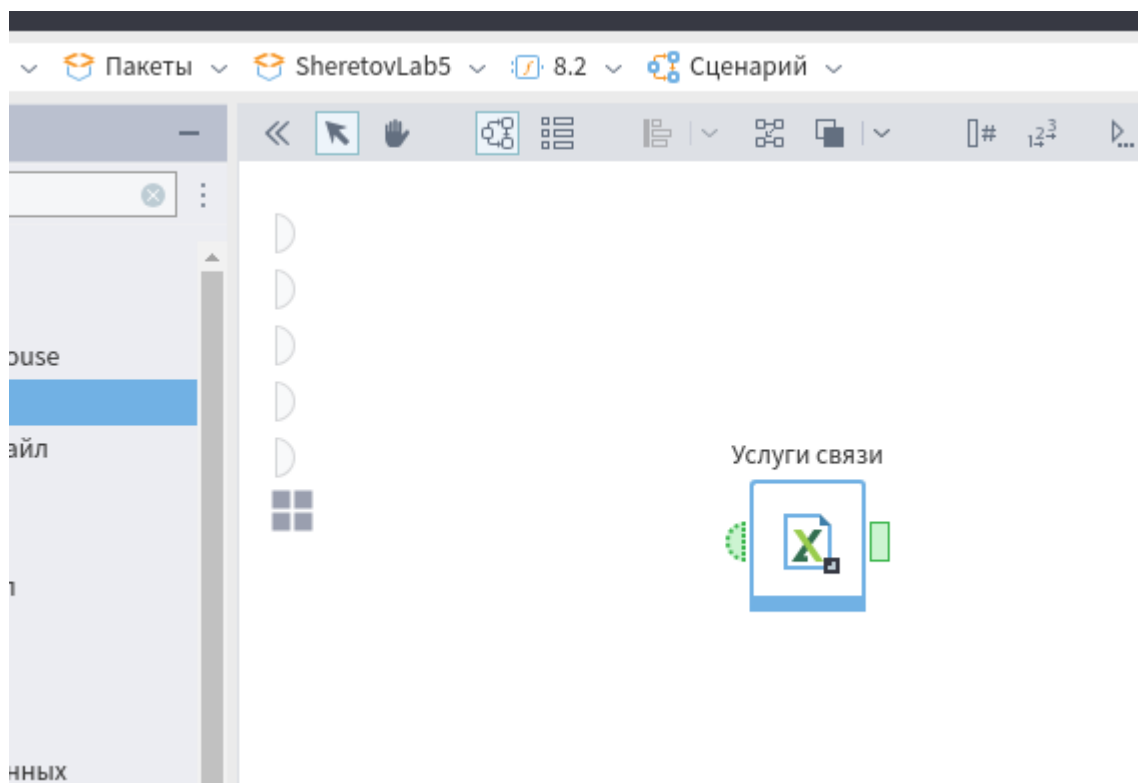 Пакеты SheretovLab5 8.2 Сценарий
ouse
айл
Услуги связи
нных